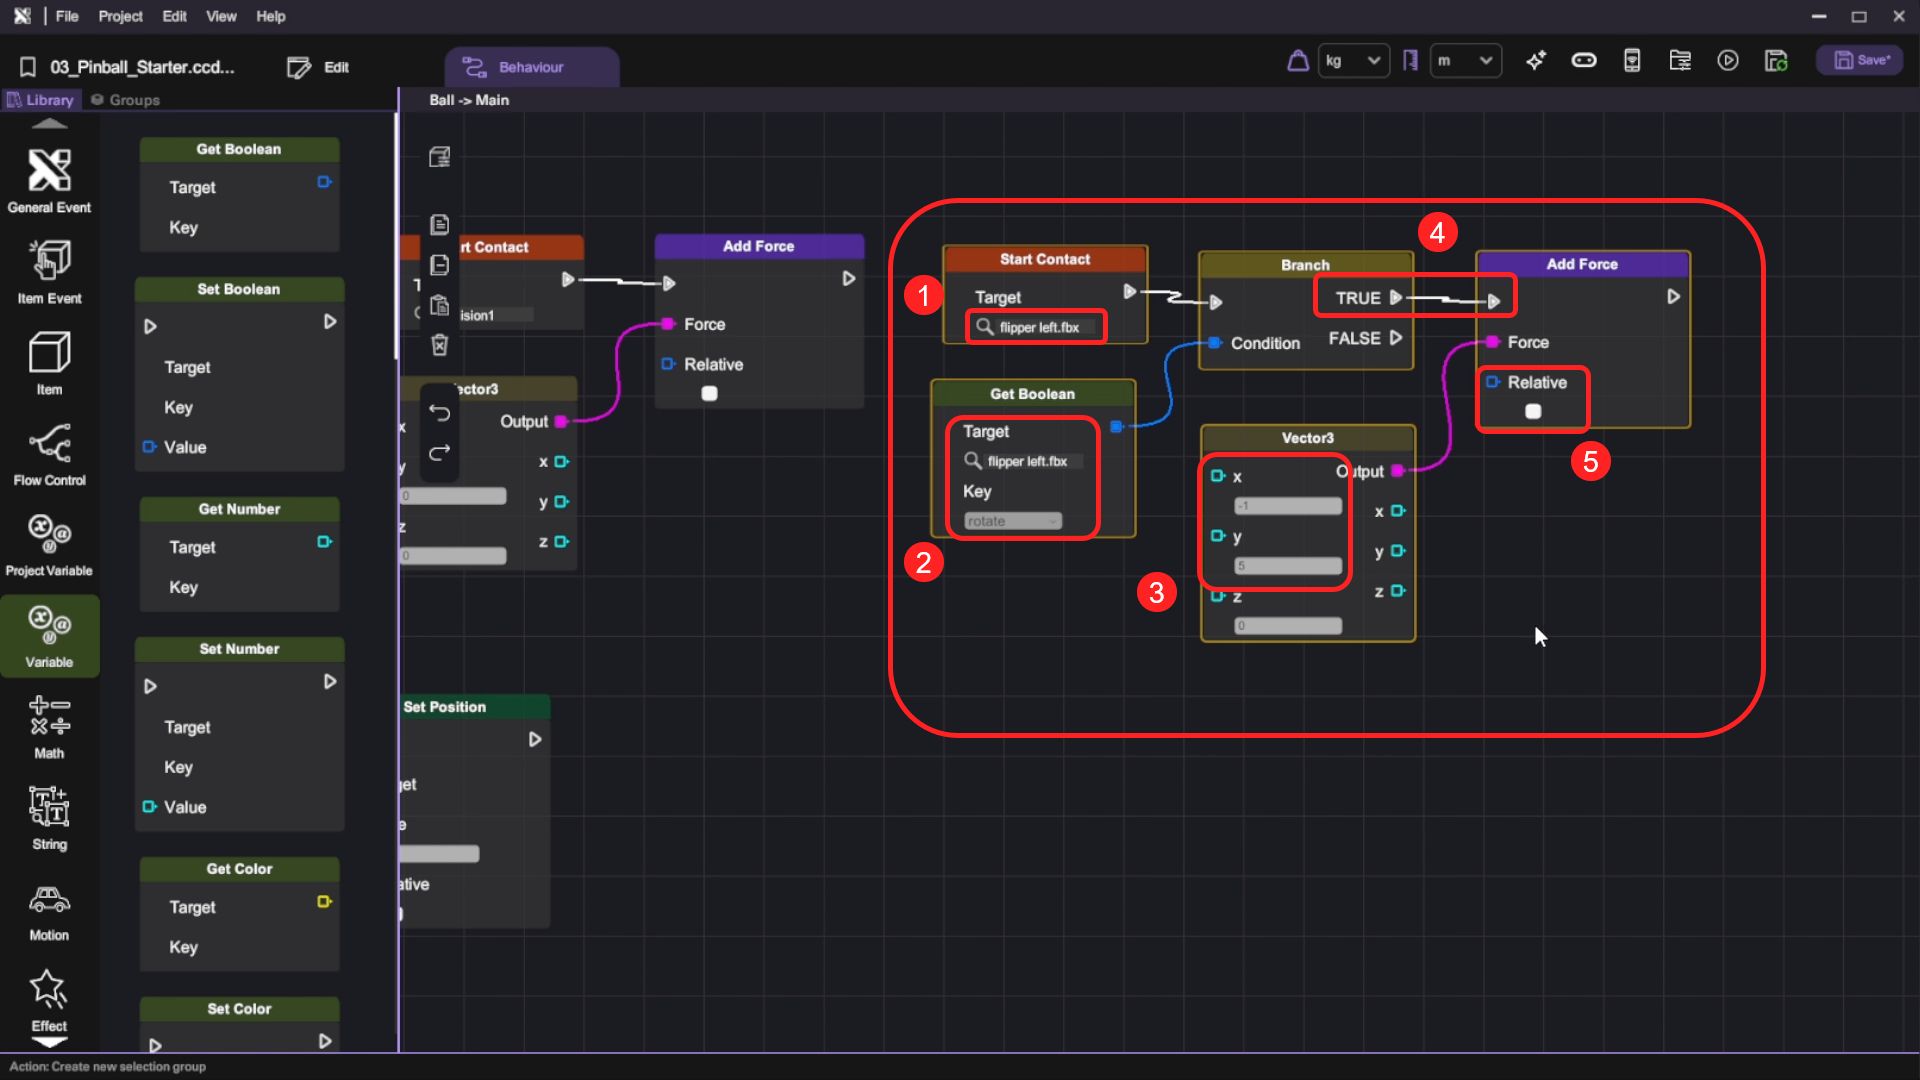 File Project Edit View Help
03_Pinball_Starter.ccd... Edit Behaviour kg m Save*
Library Groups
Ball -> Main
General Event
Item Event
Item
Flow Control
Project Variable
Variable
Math
String
Motion
Effect
Get Boolean
Target
Key
Set Boolean
Target
Key
Value
Get Number
Target
Key
Set Number
Target
Key
Value
Get Color
Target
Key
Set Color
rt Contact
T
ision1
Add Force
Force
Relative
ector3
Output
x
x
y
y
0
z
z
0
Set Position
get
e
ative
1
Start Contact
Target
flipper left.fbx
2
Get Boolean
Target
flipper left.fbx
Key
rotate
Branch
TRUE
Condition
FALSE
3
Vector3
x
Output
-1
x
y
y
5
z
z
0
4
Add Force
Force
Relative
5
Action: Create new selection group